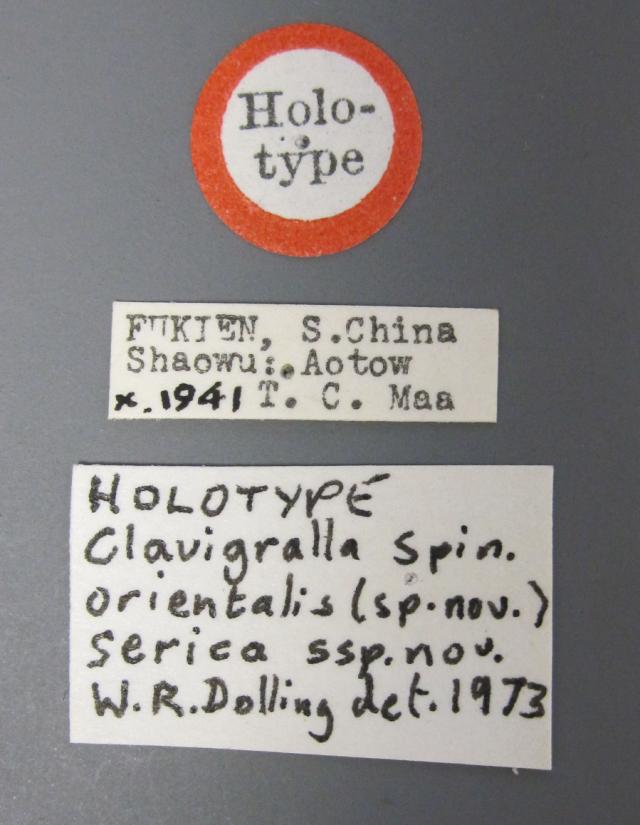 Holo-
type
FUKIEN, S.China
Shaowu:.Aotow
x.1941 T. C. Maa
HOLOTYPE
Clavigralla spin.
orientalis (sp.nov.)
serica ssp.nov.
W.R.Dolling det.1973